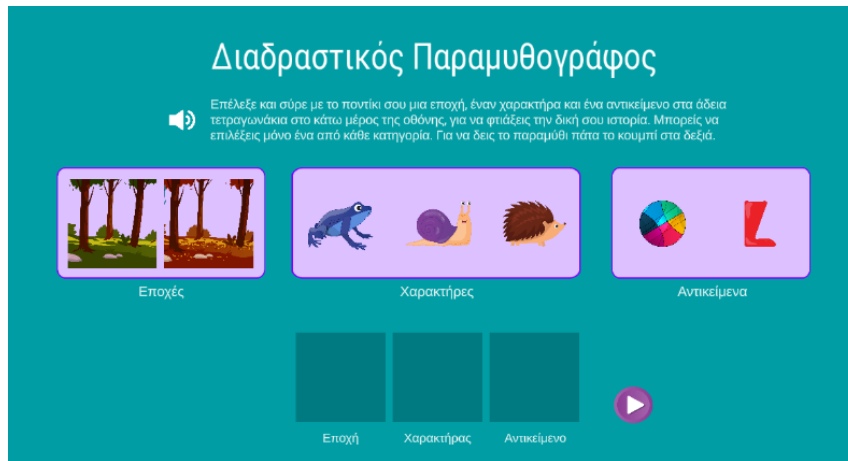 Διαδραστικός Παραμυθογράφος
Επέλεξε και σύρε με το ποντίκι σου μια εποχή, έναν χαρακτήρα και ένα αντικείμενο στα άδεια
τετραγωνάκια στο κάτω μέρος της οθόνης, για να φτιάξεις την δική σου ιστορία. Μπορείς να
επιλέξεις μόνο ένα από κάθε κατηγορία. Για να δεις το παραμύθι πάτα το κουμπί στα δεξιά.
Εποχές
Χαρακτήρες
Αντικείμενα
Εποχή
Χαρακτήρας
Αντικείμενο